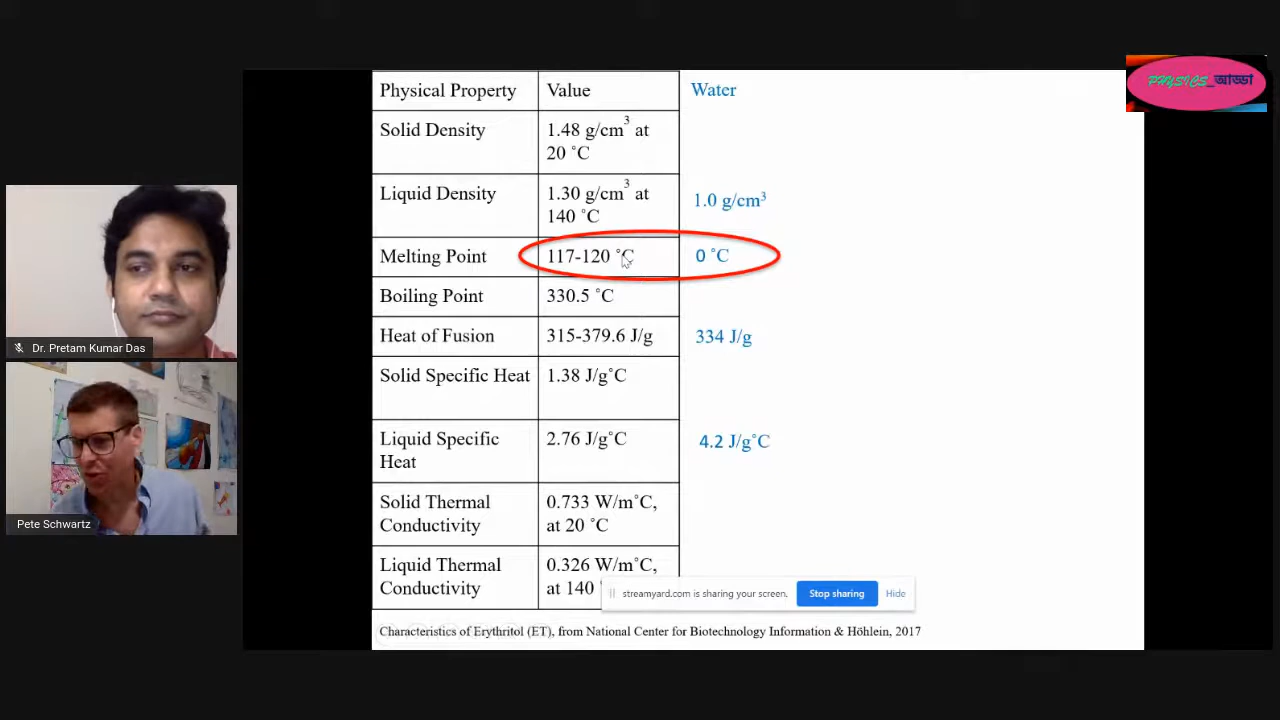 PHYSICS_আড্ডা
Physical Property Value Water
Solid Density 1.48 g/cm³ at
20 ˚C
Liquid Density 1.30 g/cm³ at 1.0 g/cm³
140 ˚C
Melting Point 117-120 ˚C 0 ˚C
Boiling Point 330.5 ˚C
Heat of Fusion 315-379.6 J/g 334 J/g
Solid Specific Heat 1.38 J/g˚C
Liquid Specific 2.76 J/g˚C 4.2 J/g˚C
Heat
Solid Thermal 0.733 W/m˚C,
Conductivity at 20 ˚C
Liquid Thermal 0.326 W/m˚C,
Conductivity at 140
streamyard.com is sharing your screen. Stop sharing Hide
Characteristics of Erythritol (ET), from National Center for Biotechnology Information & Höhlein, 2017
Dr. Pretam Kumar Das
Pete Schwartz